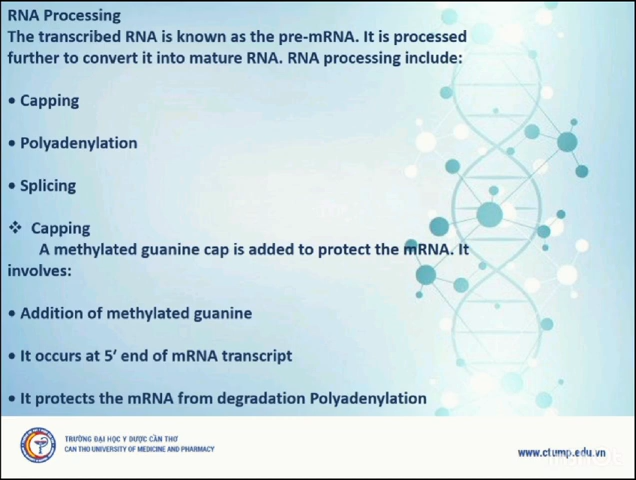 RNA Processing
The transcribed RNA is known as the pre-mRNA. It is processed
further to convert it into mature RNA. RNA processing include:
• Capping
• Polyadenylation
• Splicing
❖ Capping
A methylated guanine cap is added to protect the mRNA. It
involves:
• Addition of methylated guanine
• It occurs at 5′ end of mRNA transcript
• It protects the mRNA from degradation Polyadenylation
TRƯỜNG ĐẠI HỌC Y DƯỢC CẦN THƠ
CAN THO UNIVERSITY OF MEDICINE AND PHARMACY
www.ctump.edu.vn